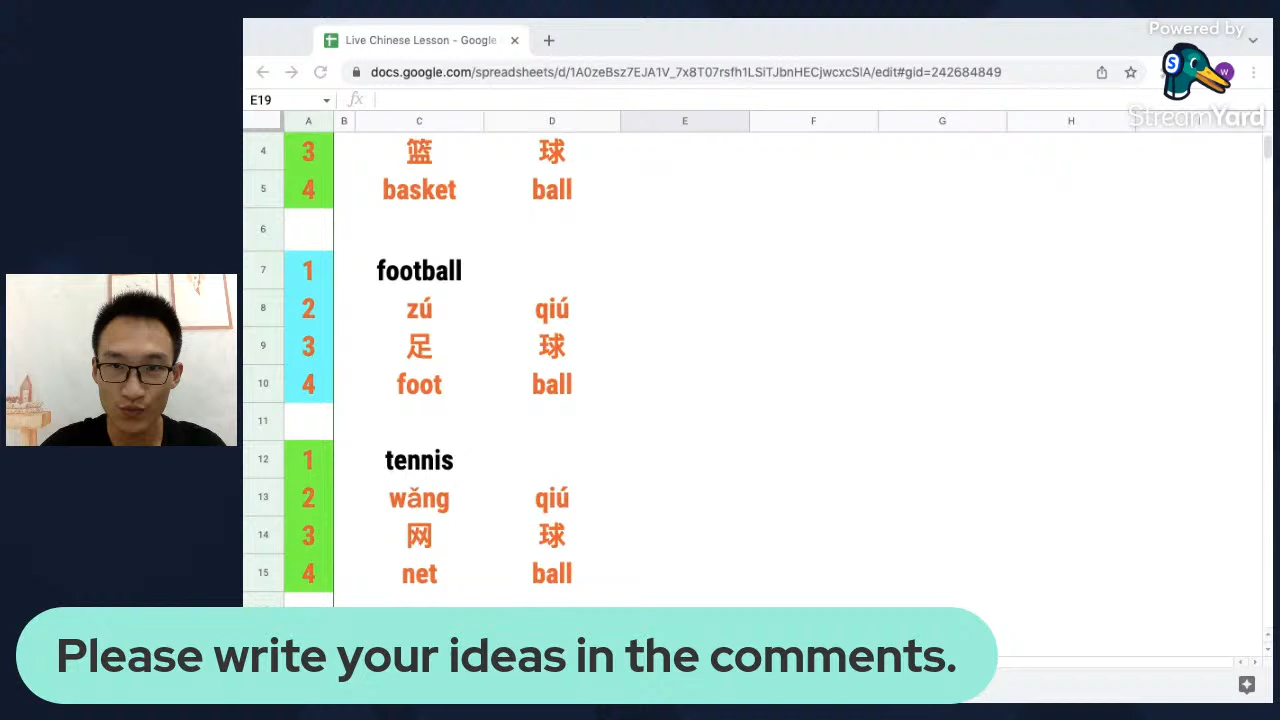 Powered by
StreamYard
Live Chinese Lesson - Google
docs.google.com/spreadsheets/d/1A0zeBsz7EJA1V_7x8T07rsfh1LSiTJbnHECjwcxcSlA/edit#gid=242684849
W
E19
fx
A B C D E F G H
4 3 篮 球
5 4 basket ball
6
7 1 football
8 2 zú qiú
9 3 足 球
10 4 foot ball
11
12 1 tennis
13 2 wǎng qiú
14 3 网 球
15 4 net ball
Please write your ideas in the comments.